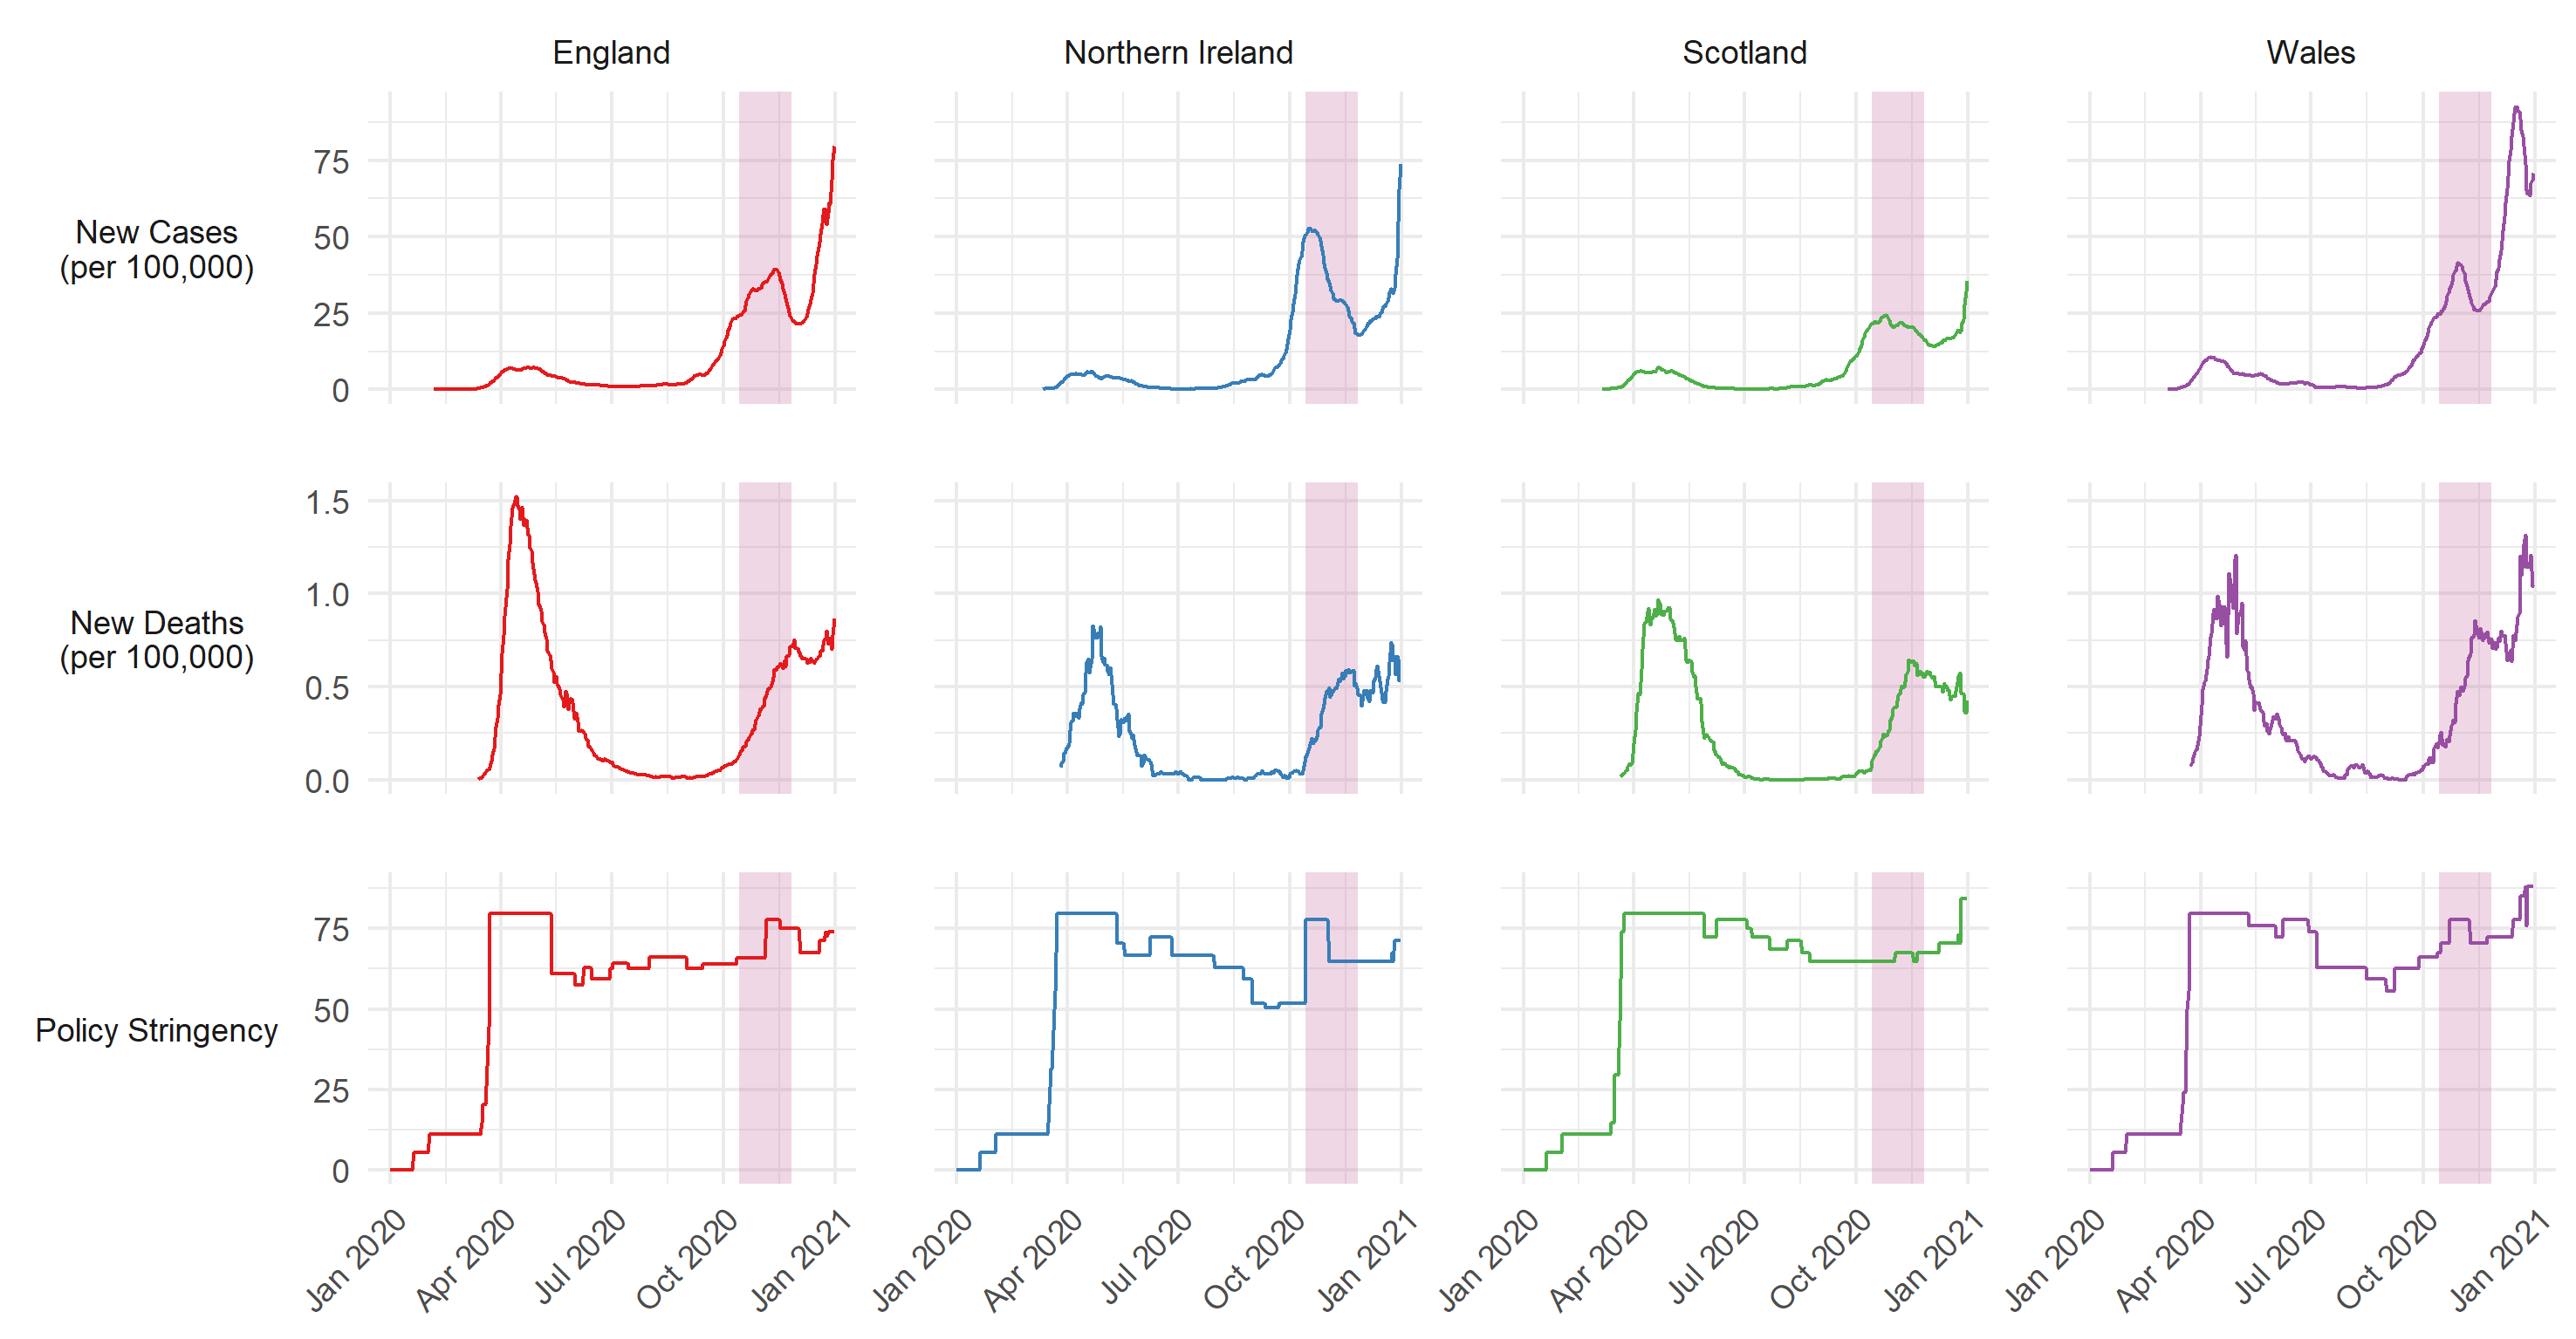 England
Northern Ireland
Scotland
Wales
New Cases
(per 100,000)
75
50
25
0
New Deaths
(per 100,000)
1.5
1.0
0.5
0.0
Policy Stringency
75
50
25
0
Jan 2020
Apr 2020
Jul 2020
Oct 2020
Jan 2021
Jan 2020
Apr 2020
Jul 2020
Oct 2020
Jan 2021
Jan 2020
Apr 2020
Jul 2020
Oct 2020
Jan 2021
Jan 2020
Apr 2020
Jul 2020
Oct 2020
Jan 2021